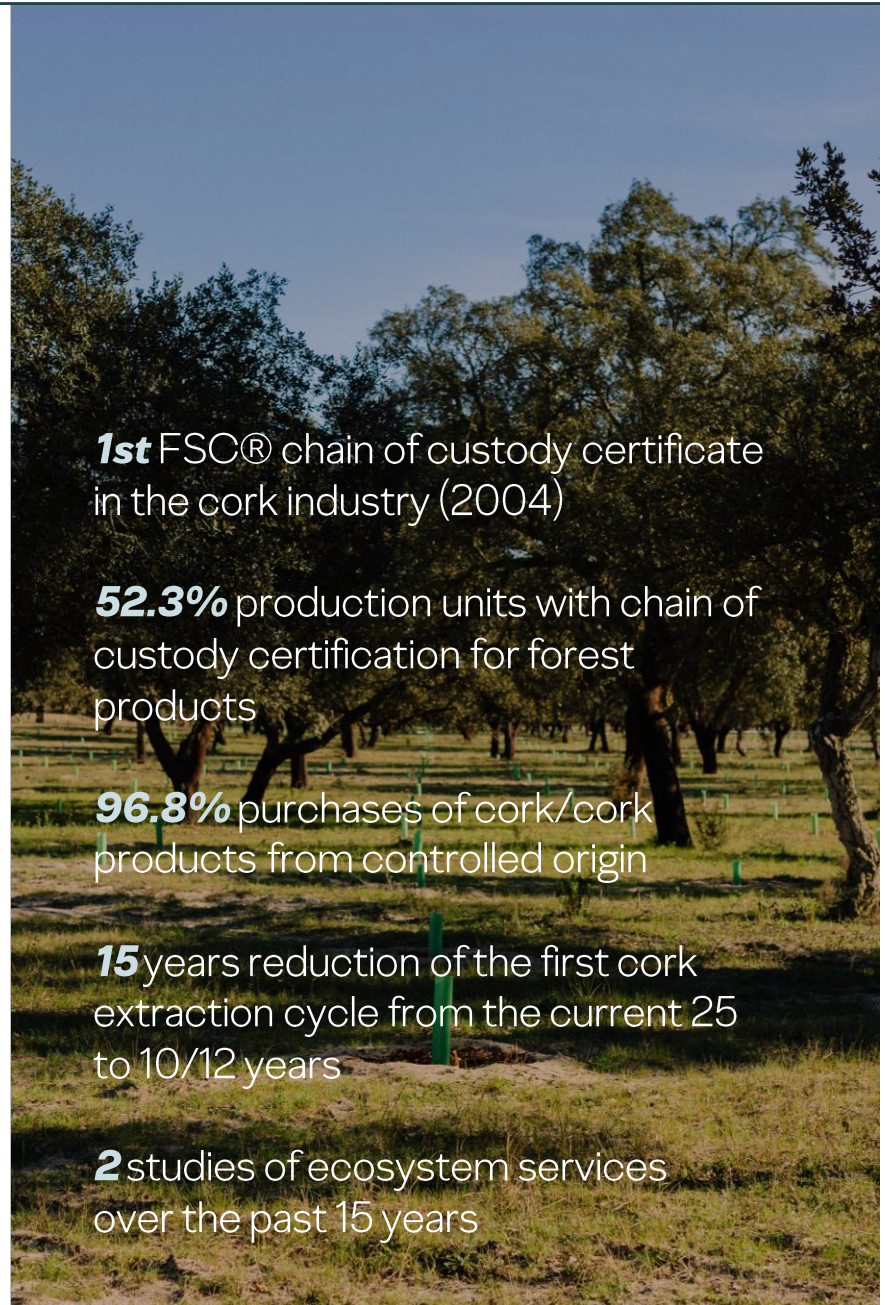 1st FSC® chain of custody certificate
in the cork industry (2004)
52.3% production units with chain of
custody certification for forest
products
96.8% purchases of cork/cork
products from controlled origin
15 years reduction of the first cork
extraction cycle from the current 25
to 10/12 years
2 studies of ecosystem services
over the past 15 years